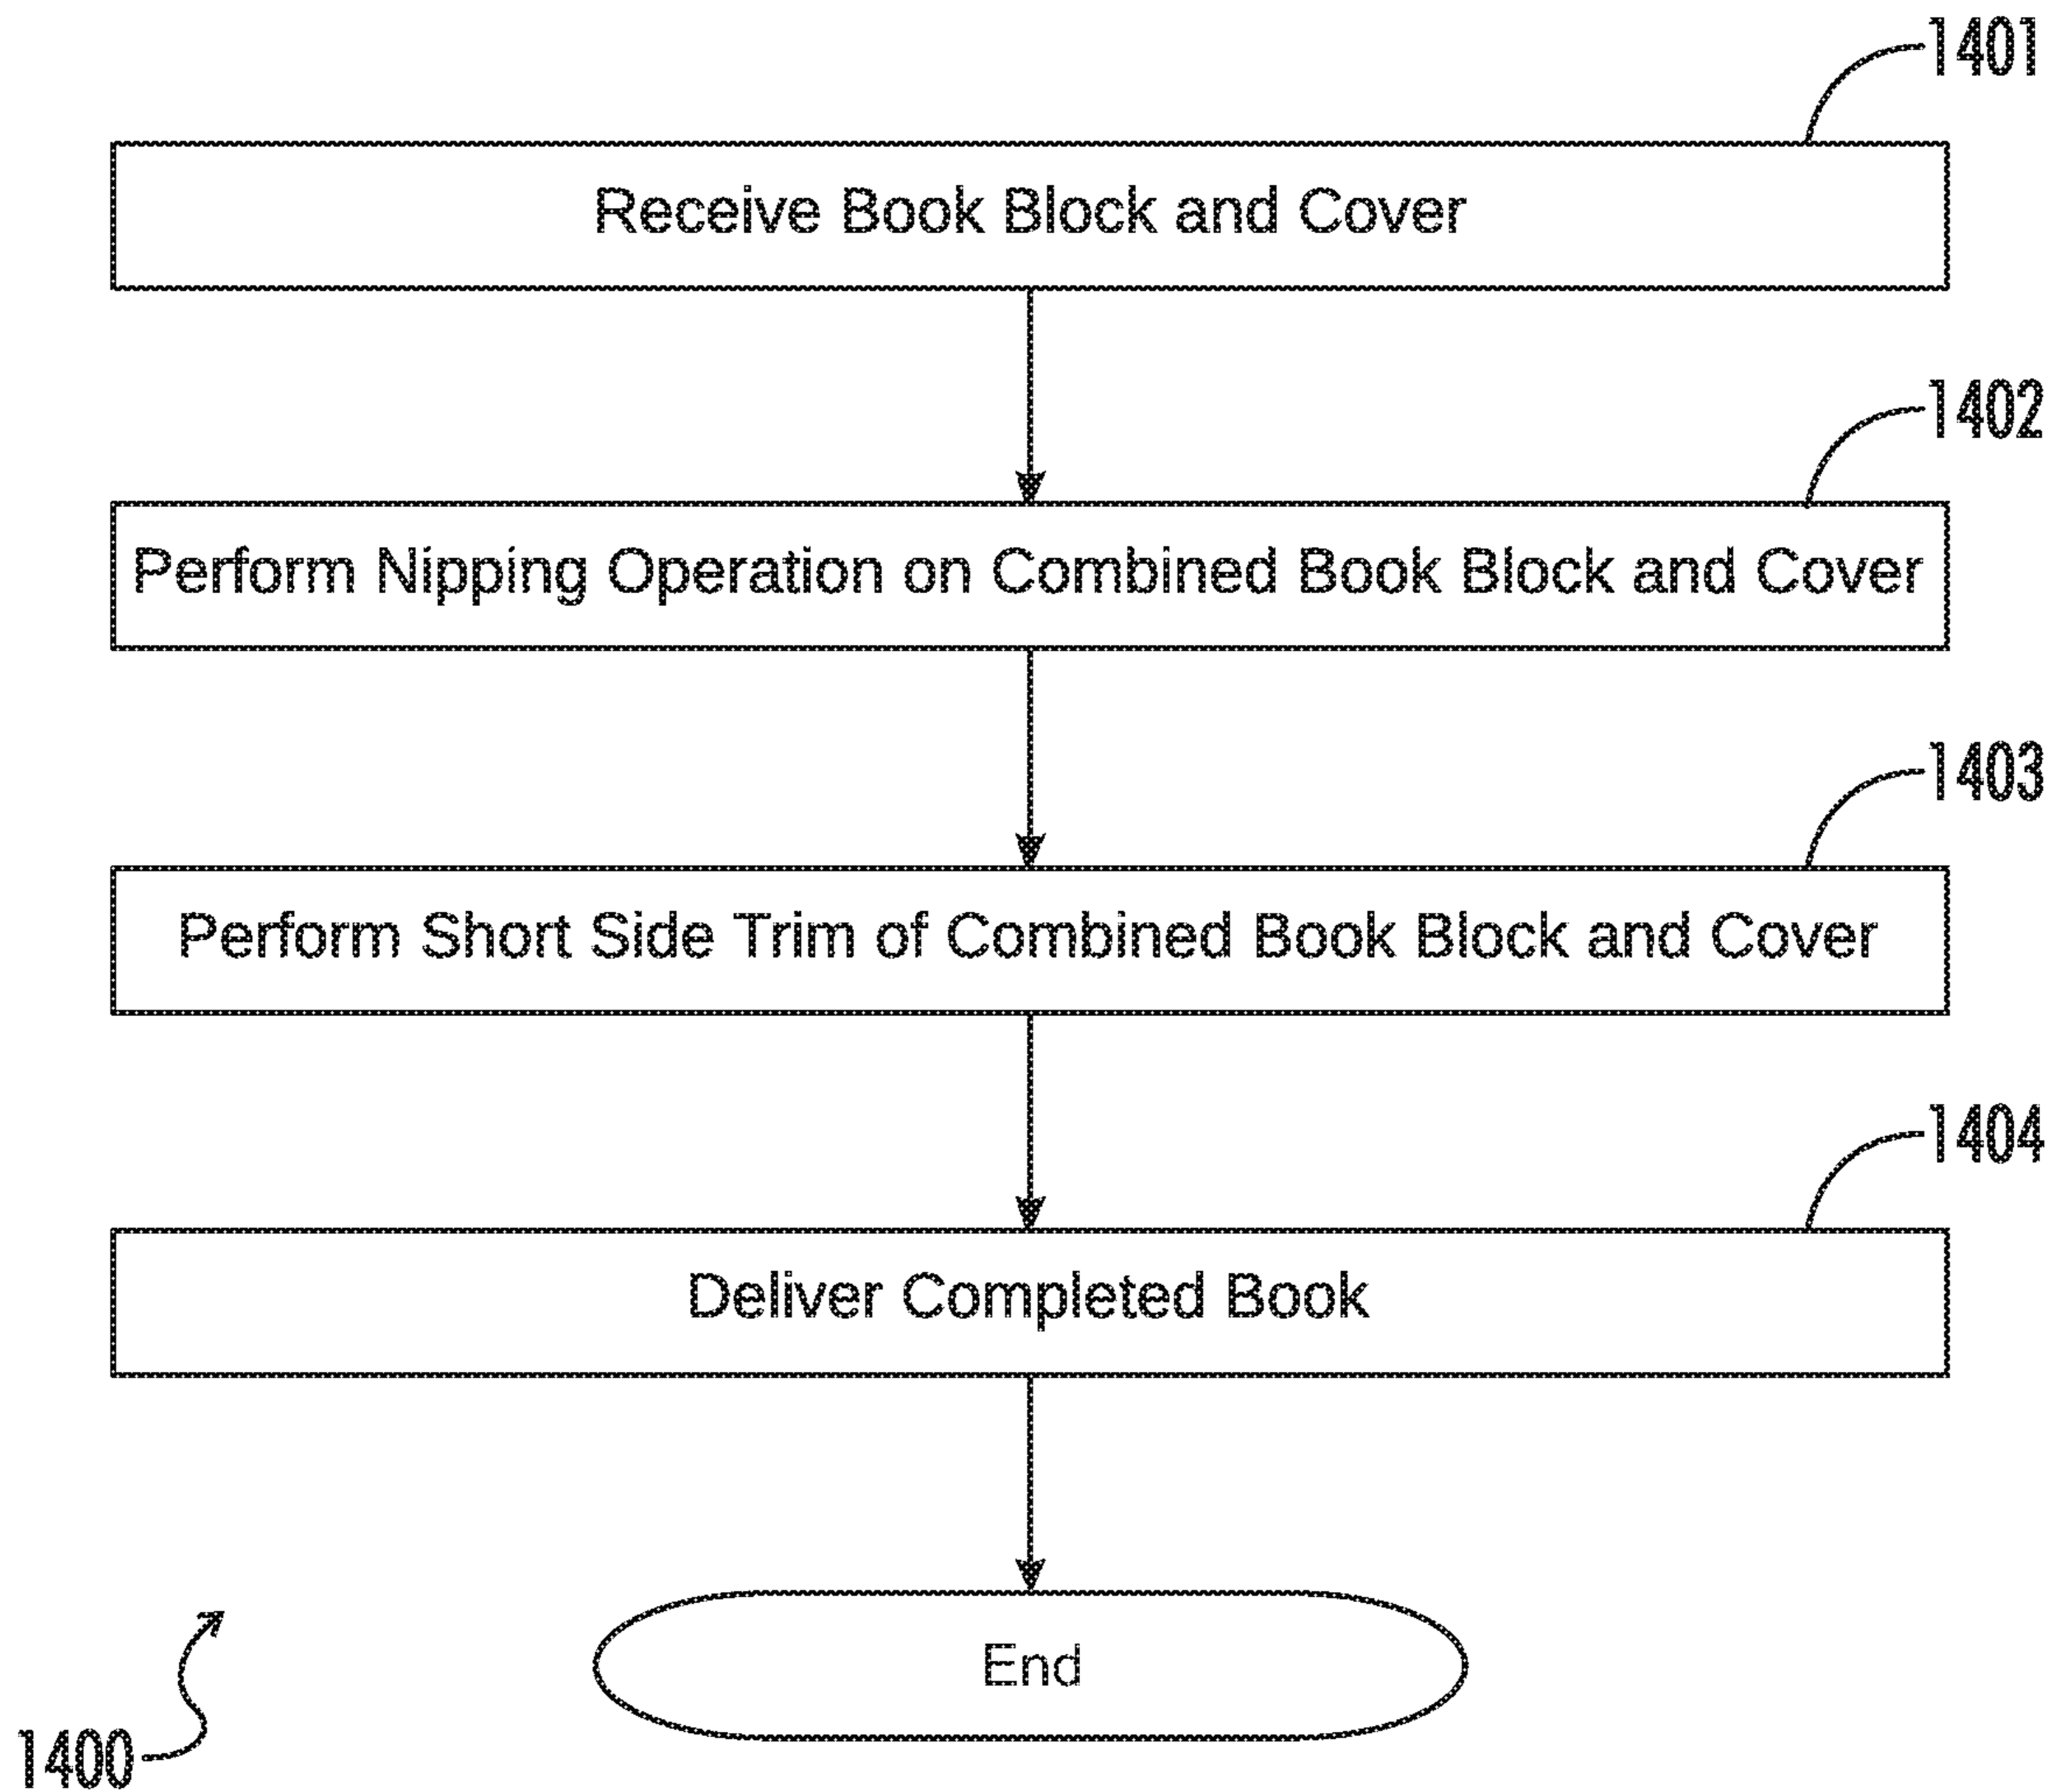 1401
Receive Book Block and Cover
1402
Perform Nipping Operation on Combined Book Block and Cover
1403
Perform Short Side Trim of Combined Book Block and Cover
1404
Deliver Completed Book
End
1400